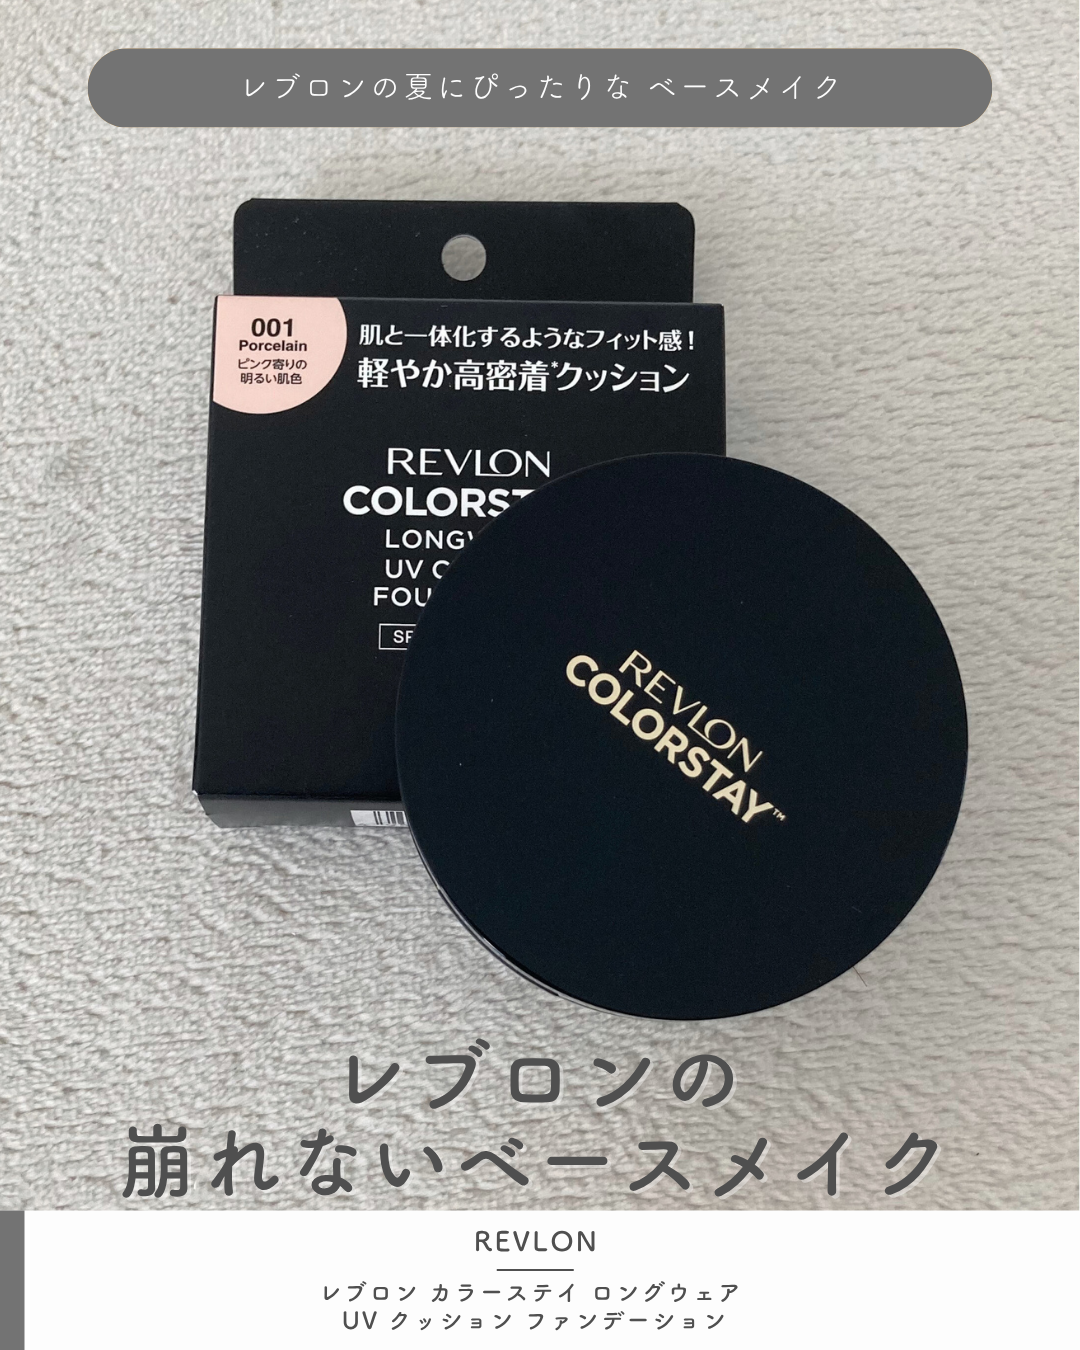 レブロンの夏にぴったりな ベースメイク
001
Porcelain
ピンク寄りの
明るい肌色
肌と一体化するようなフィット感！
軽やか高密着*クッション
REVLON
LONG
UV
REVLON
COLORSTAY™
レブロンの
崩れないベースメイク
REVLON
レブロン カラーステイ ロングウェア
UV クッション ファンデーション